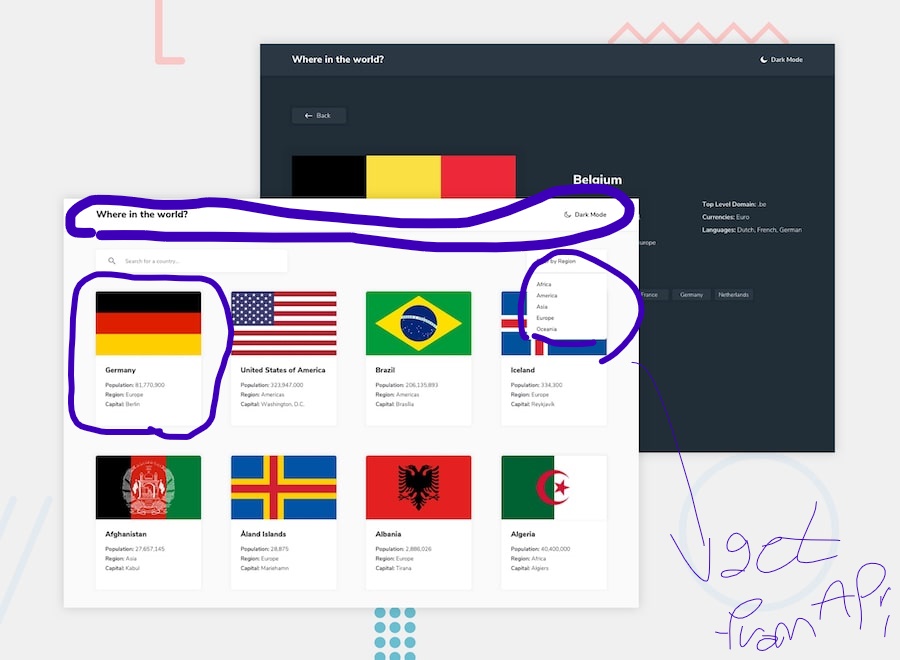 Where in the world?
Dark Mode
Back
Belgium
Top Level Domain: .be
Currencies: Euro
Languages: Dutch, French, German
Germany
Netherlands
Where in the world?
Dark Mode
Search for a country...
by Region
Africa
America
Asia
Europe
Oceania
Germany
Population: 81,770,900
Region: Europe
Capital: Berlin
United States of America
Population: 323,947,000
Region: Americas
Capital: Washington, D.C.
Brazil
Population: 206,135,893
Region: Americas
Capital: Brasília
Iceland
Population: 334,300
Region: Europe
Capital: Reykjavík
Afghanistan
Population: 27,657,145
Region: Asia
Capital: Kabul
Åland Islands
Population: 28,875
Region: Europe
Capital: Mariehamn
Albania
Population: 2,886,026
Region: Europe
Capital: Tirana
Algeria
Population: 40,400,000
Region: Africa
Capital: Algiers
from API